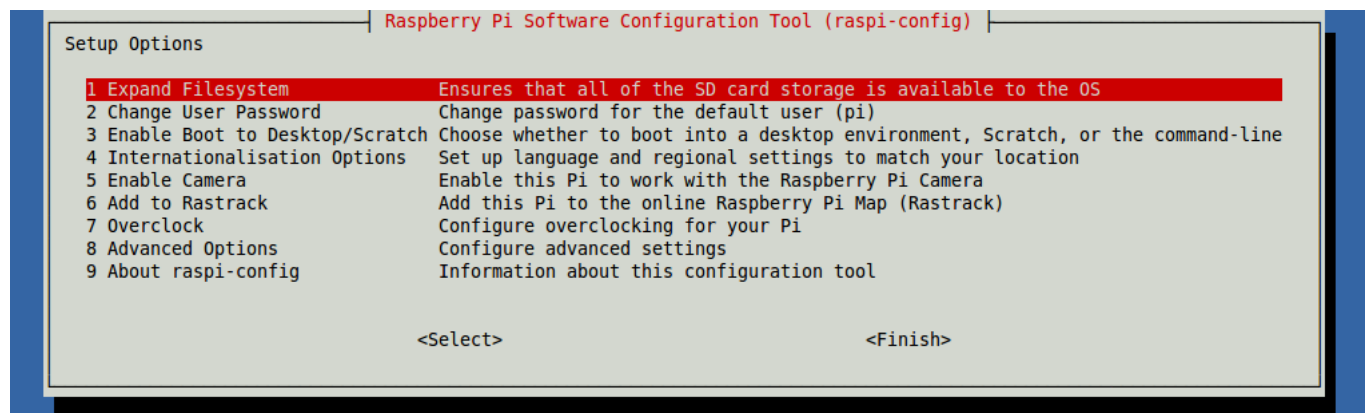 Raspberry Pi Software Configuration Tool (raspi-config)
Setup Options
1 Expand Filesystem Ensures that all of the SD card storage is available to the OS
2 Change User Password Change password for the default user (pi)
3 Enable Boot to Desktop/Scratch Choose whether to boot into a desktop environment, Scratch, or the command-line
4 Internationalisation Options Set up language and regional settings to match your location
5 Enable Camera Enable this Pi to work with the Raspberry Pi Camera
6 Add to Rastrack Add this Pi to the online Raspberry Pi Map (Rastrack)
7 Overclock Configure overclocking for your Pi
8 Advanced Options Configure advanced settings
9 About raspi-config Information about this configuration tool
<Select> <Finish>